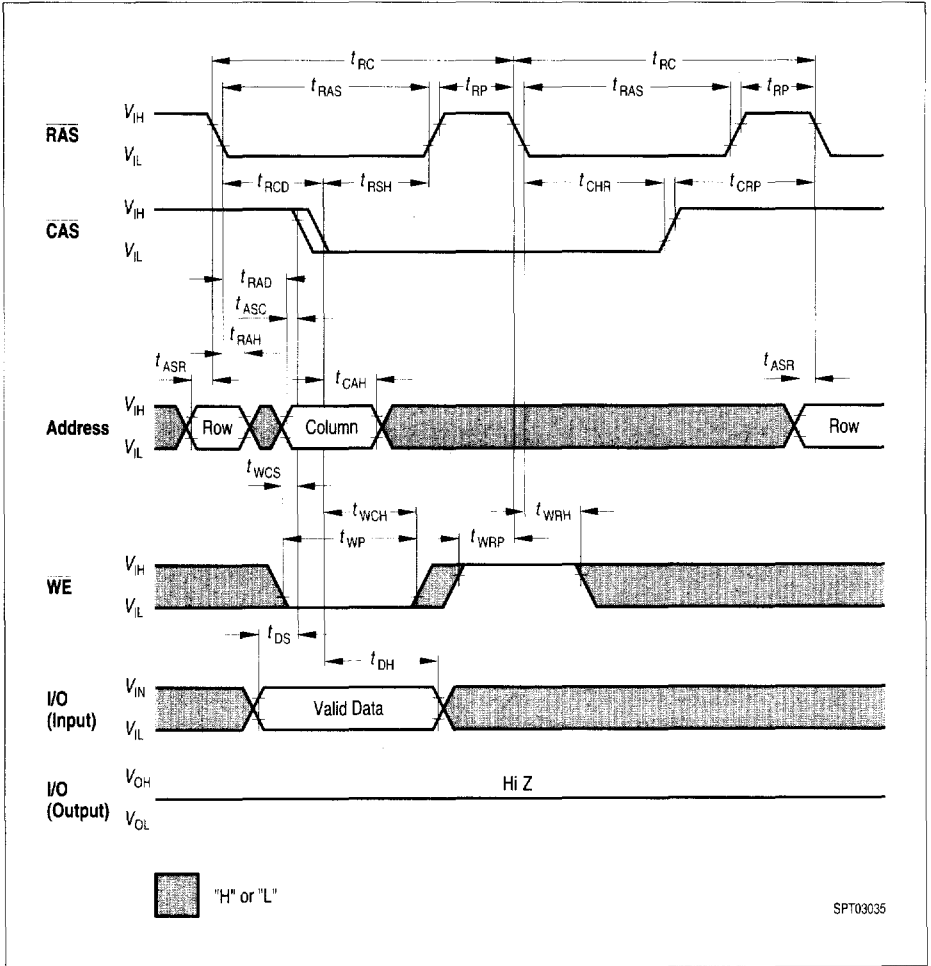 tRC tRC
tRAS tRP tRAS tRP
RAS VIH
VIL
tRCD tRSH tCHR tCRP
CAS VIH
VIL
tRAD
tASC
tRAH
tASR tCAH tASR
Address VIH Row Column Row
VIL
tWCS
tWCH tWRH
tWP tWRP
WE VIH
VIL
tDS
tDH
I/O (Input) VIN Valid Data
VIL
I/O (Output) VOH Hi Z
VOL
"H" or "L"
SPT03035